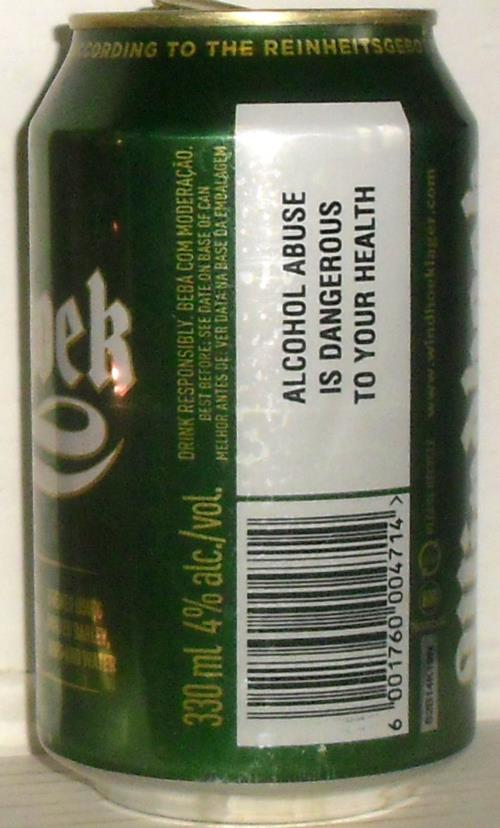 ACCORDING TO THE REINHEITSGEBOT
oek
330 ml 4% alc./vol.
DRINK RESPONSIBLY. BEBA COM MODERAÇÃO.
BEST BEFORE: SEE DATE ON BASE OF CAN
MELHOR ANTES DE: VER DATA NA BASE DA EMBALAGEM
ALCOHOL ABUSE
IS DANGEROUS
TO YOUR HEALTH
6 001760 004714 >
www.windhoeklager.com